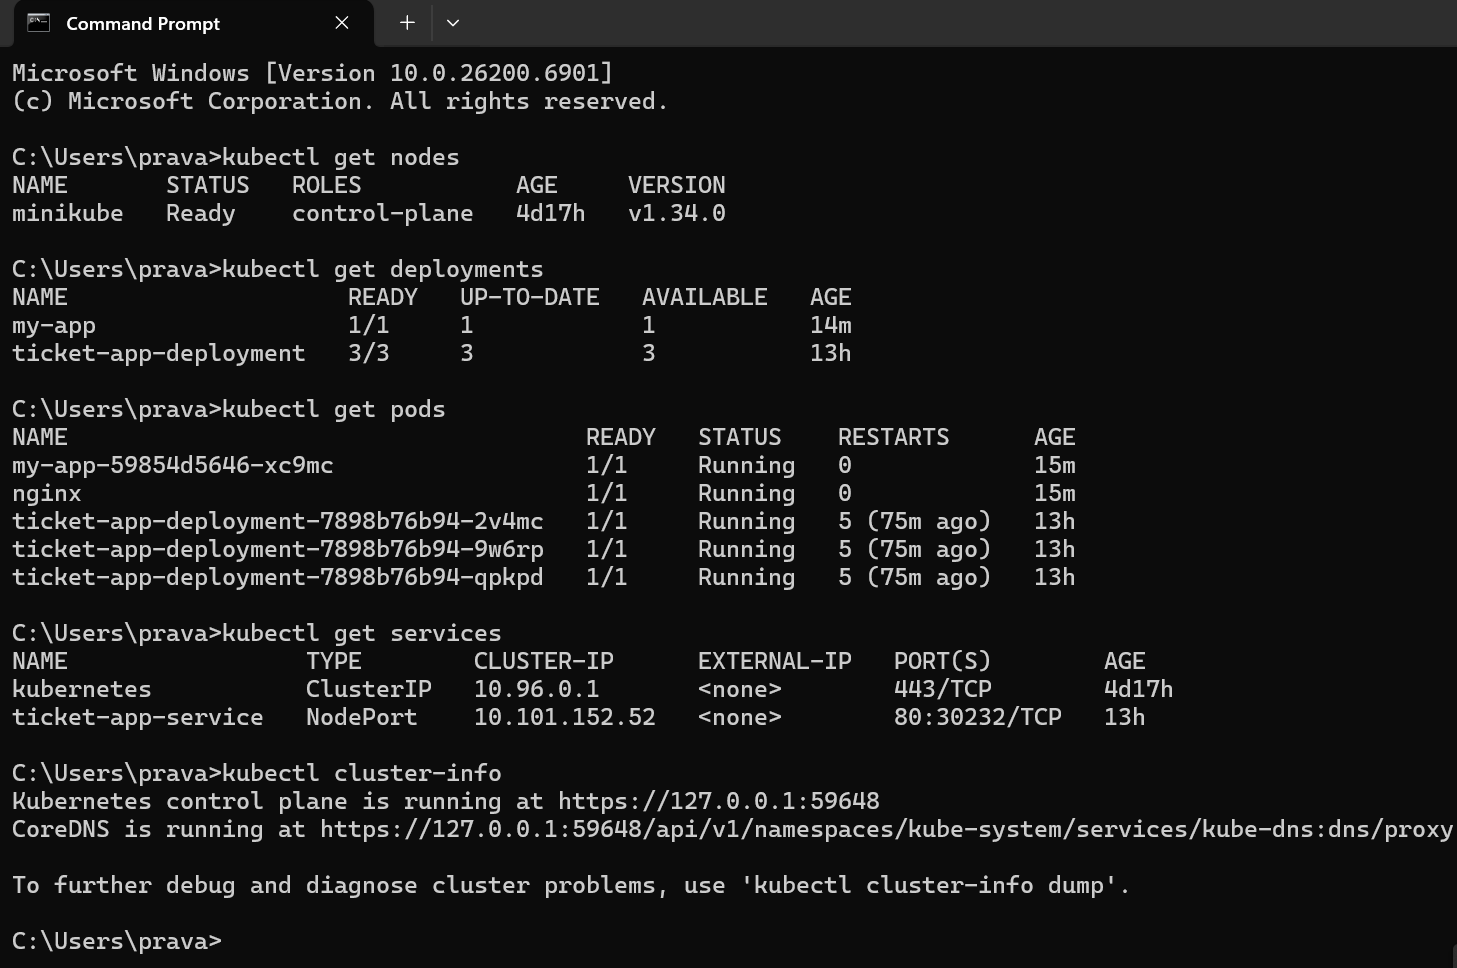 Command Prompt
Microsoft Windows [Version 10.0.26200.6901]
(c) Microsoft Corporation. All rights reserved.
C:\Users\prava>kubectl get nodes
NAME       STATUS   ROLES           AGE     VERSION
minikube   Ready    control-plane   4d17h   v1.34.0
C:\Users\prava>kubectl get deployments
NAME                    READY   UP-TO-DATE   AVAILABLE   AGE
my-app                  1/1     1            1           14m
ticket-app-deployment   3/3     3            3           13h
C:\Users\prava>kubectl get pods
NAME                                     READY   STATUS    RESTARTS      AGE
my-app-59854d5646-xc9mc                  1/1     Running   0             15m
nginx                                    1/1     Running   0             15m
ticket-app-deployment-7898b76b94-2v4mc   1/1     Running   5 (75m ago)   13h
ticket-app-deployment-7898b76b94-9w6rp   1/1     Running   5 (75m ago)   13h
ticket-app-deployment-7898b76b94-qpkpd   1/1     Running   5 (75m ago)   13h
C:\Users\prava>kubectl get services
NAME                 TYPE        CLUSTER-IP      EXTERNAL-IP   PORT(S)        AGE
kubernetes           ClusterIP   10.96.0.1       <none>        443/TCP        4d17h
ticket-app-service   NodePort    10.101.152.52   <none>        80:30232/TCP   13h
C:\Users\prava>kubectl cluster-info
Kubernetes control plane is running at https://127.0.0.1:59648
CoreDNS is running at https://127.0.0.1:59648/api/v1/namespaces/kube-system/services/kube-dns:dns/proxy
To further debug and diagnose cluster problems, use 'kubectl cluster-info dump'.
C:\Users\prava>